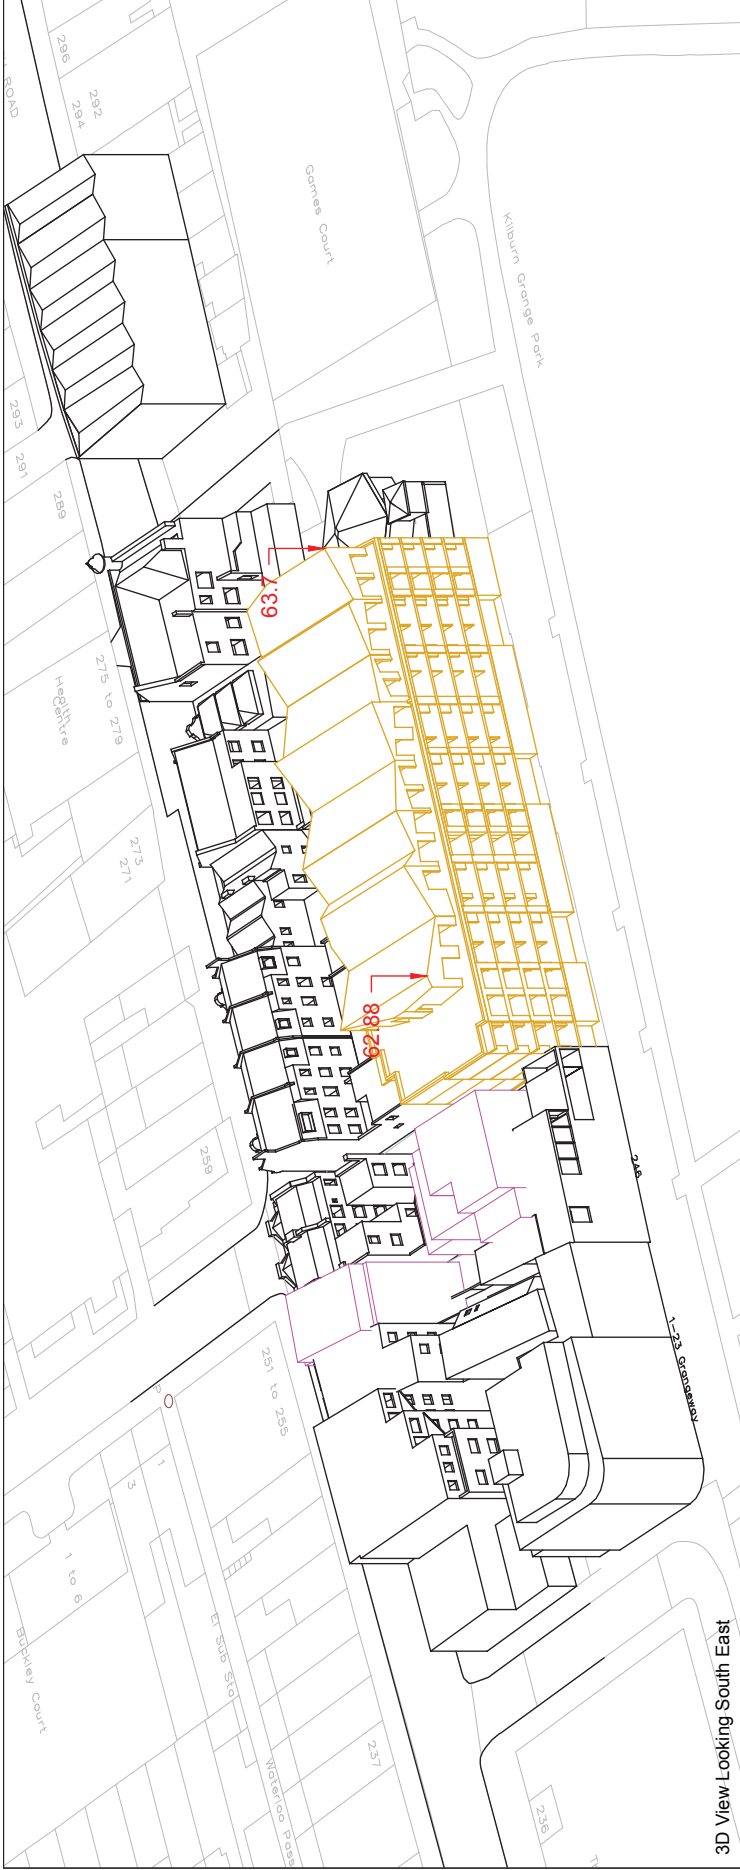 ROAD
296
292
294
Games Court
Kilburn Grange Park
293
291
289
63.7
275 to 279
Health
Centre
273
271
62.88
259
246
1-23 Grangeway
251 to 255
P
1
3
1 to 6
Buckley Court
El Sub Sta
Waterloo Pass
237
236
3D View Looking South East